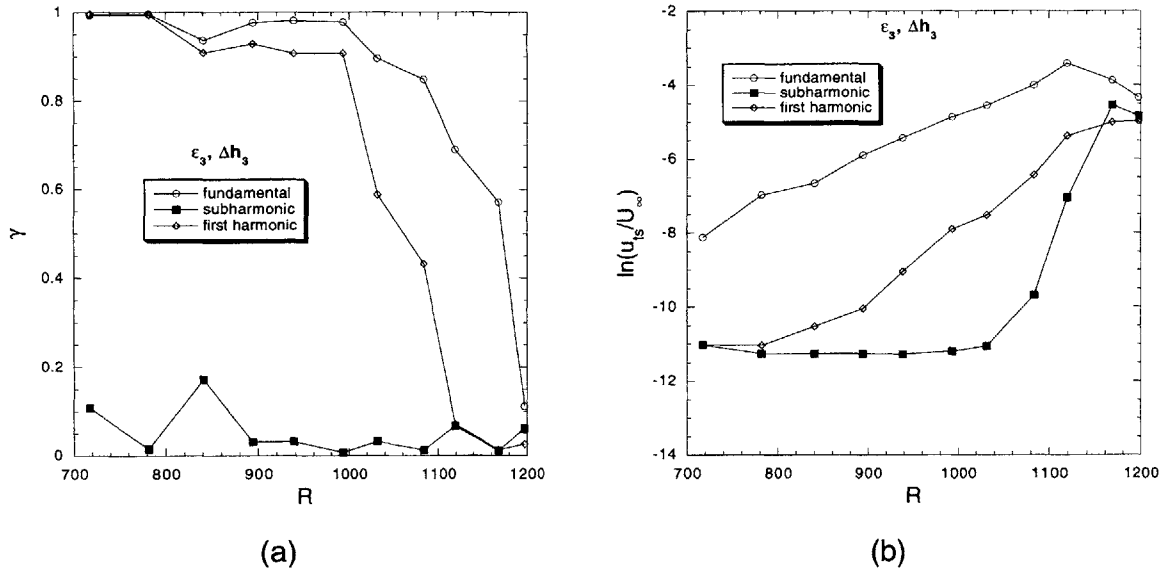 1
0.8
0.6
0.4
0.2
0
γ
ε₃, Δh₃
fundamental
subharmonic
first harmonic
700 800 900 1000 1100 1200
R
(a)
-2
-4
-6
-8
-10
-12
-14
ln(u_ts/U_∞)
ε₃, Δh₃
fundamental
subharmonic
first harmonic
700 800 900 1000 1100 1200
R
(b)